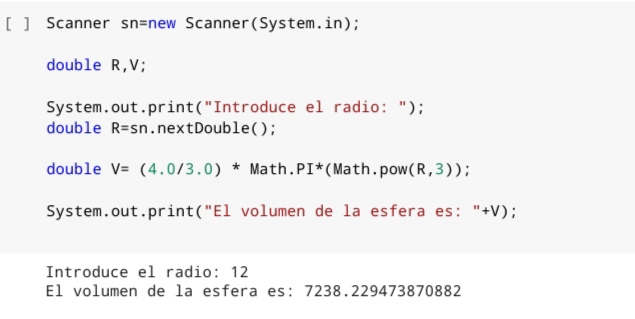 [ ] Scanner sn=new Scanner(System.in);
double R,V;
System.out.print("Introduce el radio: ");
double R=sn.nextDouble();
double V= (4.0/3.0) * Math.PI*(Math.pow(R,3));
System.out.print("El volumen de la esfera es: "+V);
Introduce el radio: 12
El volumen de la esfera es: 7238.229473870882